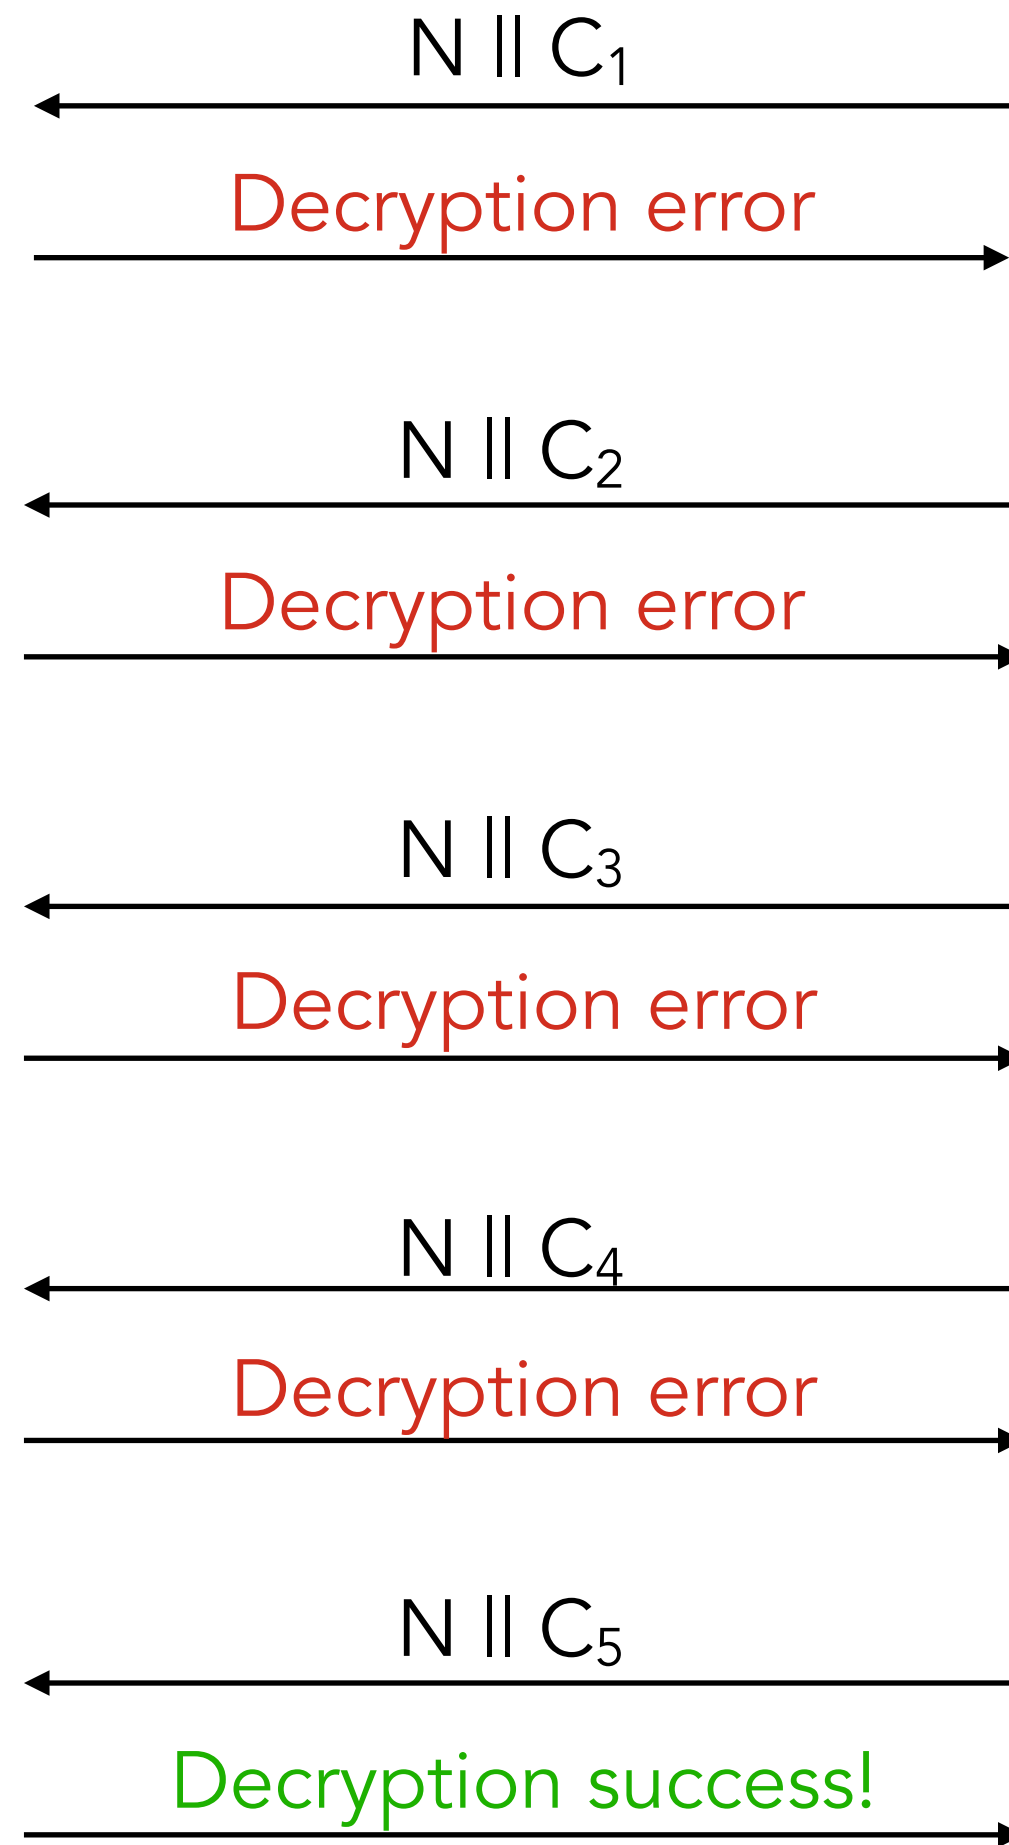 N || C₁
Decryption error
N || C₂
Decryption error
N || C₃
Decryption error
N || C₄
Decryption error
N || C₅
Decryption success!